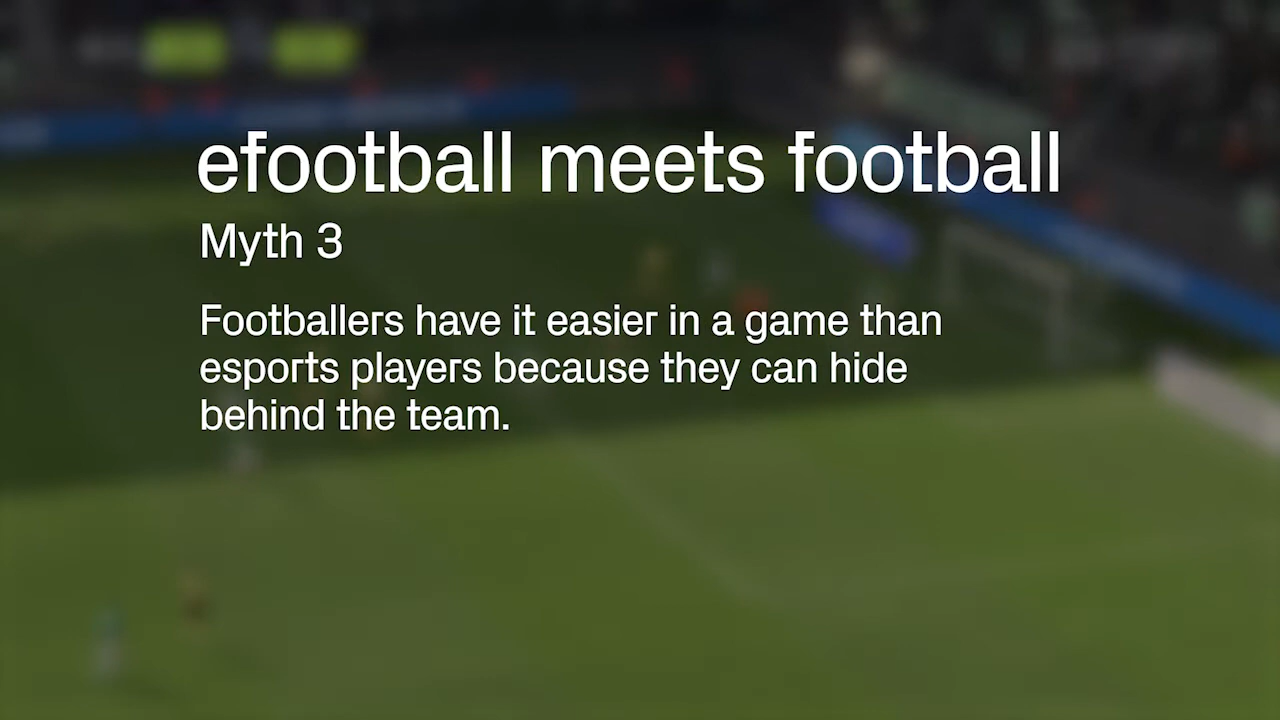 efootball meets football
Myth 3
Footballers have it easier in a game than
esports players because they can hide
behind the team.